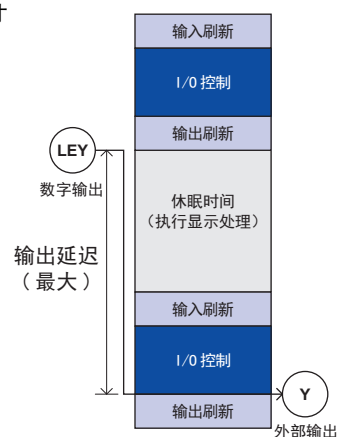 输入刷新
I/O 控制
输出刷新
LEY
数字输出
休眠时间
（执行显示处理）
输出延迟
（最大）
输入刷新
I/O 控制
Y
输出刷新
外部输出